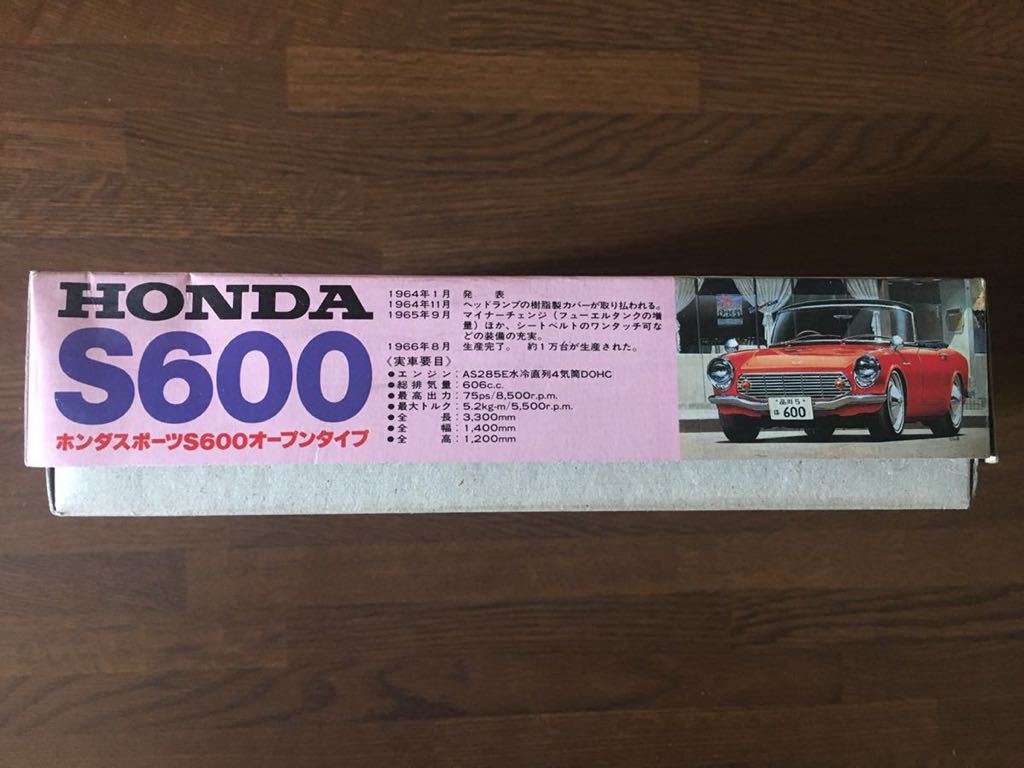 HONDA
S600
ホンダスポーツS600オープンタイプ
1964年1月 発 表
1964年11月：ヘッドランプの樹脂製カバーが取り払われる。
1965年9月：マイナーチェンジ（フューエルタンクの増
量）ほか、シートベルトのワンタッチ可な
どの装備の充実。
1966年8月：生産完了。 約1万台が生産された。
〈実車要目〉
●エンジン：AS285E水冷直列4気筒DOHC
●総排気量：606c.c.
●最高出力：75ps/8,500r.p.m.
●最大トルク：5.2kg-m/5,500r.p.m.
●全 長：3,300mm
●全 幅：1,400mm
●全 高：1,200mm
品川5
ほ 600